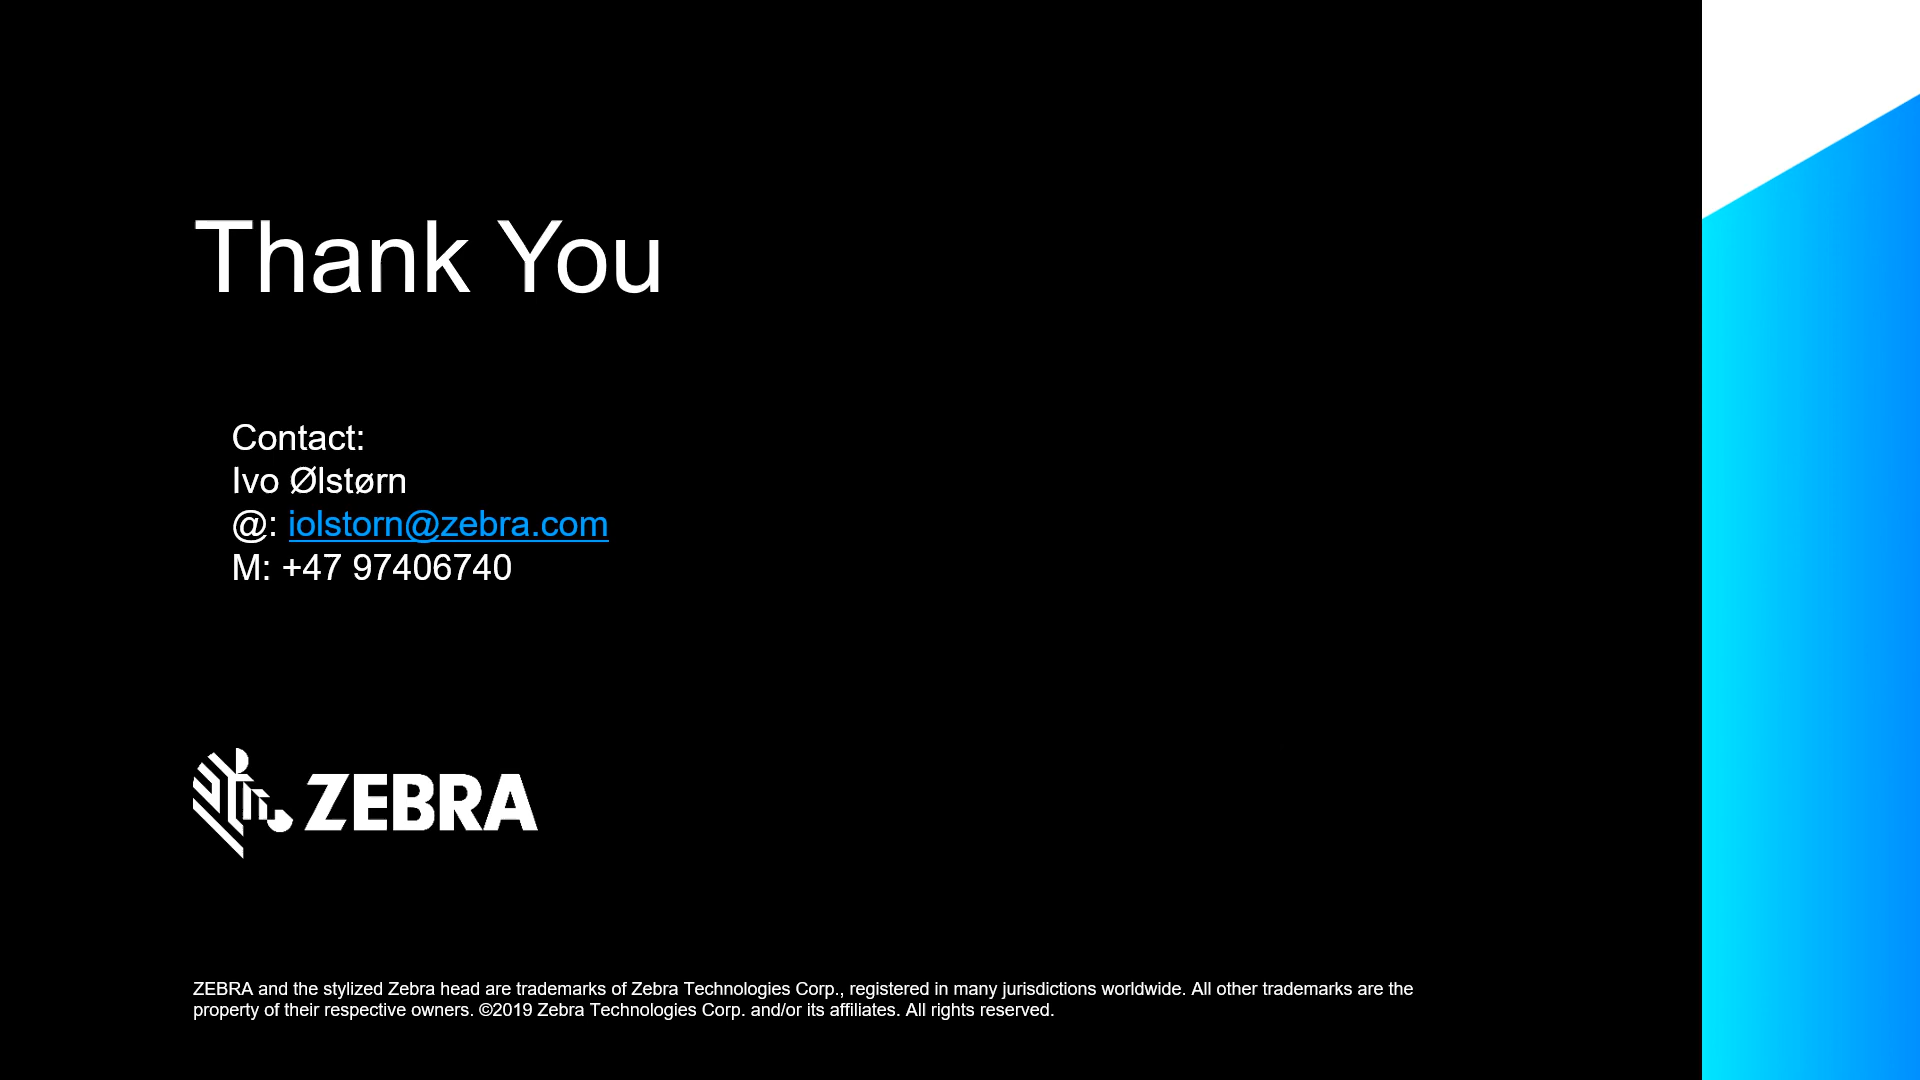 Thank You
Contact:
Ivo Ølstørn
@: iolstorn@zebra.com
M: +47 97406740
ZEBRA
ZEBRA and the stylized Zebra head are trademarks of Zebra Technologies Corp., registered in many jurisdictions worldwide. All other trademarks are the
property of their respective owners. ©2019 Zebra Technologies Corp. and/or its affiliates. All rights reserved.